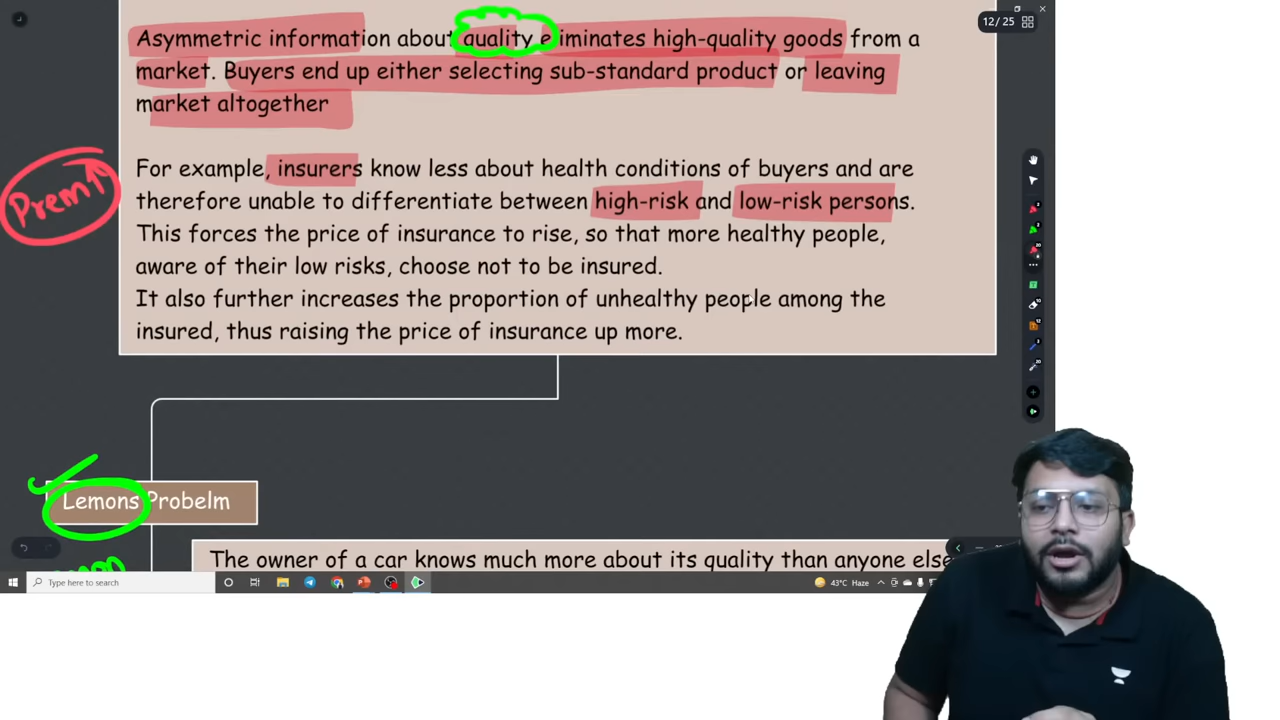 12/25
Asymmetric information about quality eliminates high-quality goods from a
market. Buyers end up either selecting sub-standard product or leaving
market altogether
For example, insurers know less about health conditions of buyers and are
therefore unable to differentiate between high-risk and low-risk persons.
This forces the price of insurance to rise, so that more healthy people,
aware of their low risks, choose not to be insured.
It also further increases the proportion of unhealthy people among the
insured, thus raising the price of insurance up more.
Prem↑
Lemons Probelm
The owner of a car knows much more about its quality than anyone else
Type here to search
43°C Haze